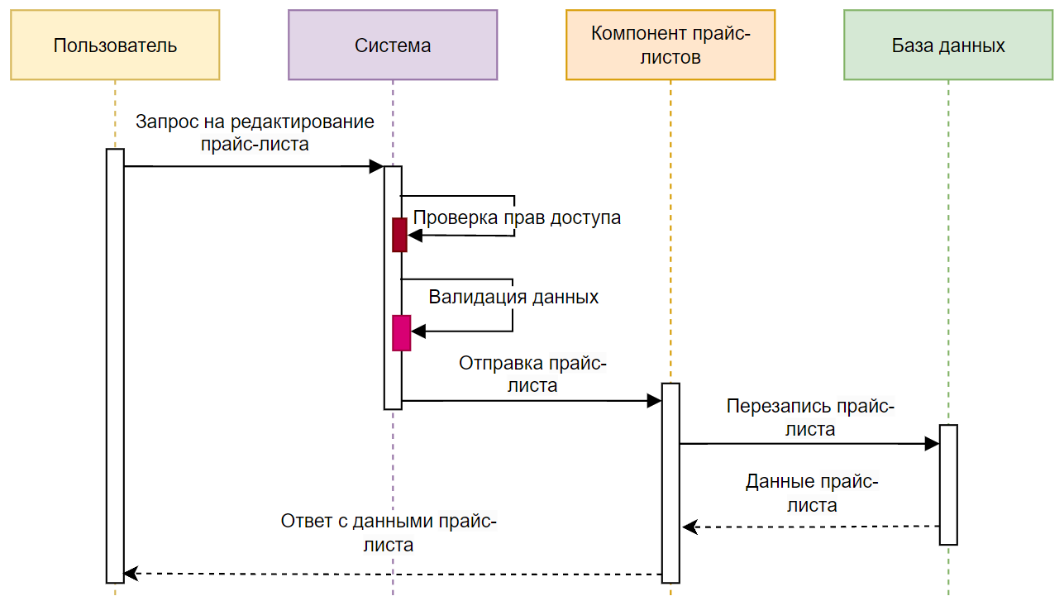 Пользователь
Система
Компонент прайс-
листов
База данных
Запрос на редактирование
прайс-листа
Проверка прав доступа
Валидация данных
Отправка прайс-
листа
Перезапись прайс-
листа
Данные прайс-
листа
Ответ с данными прайс-
листа